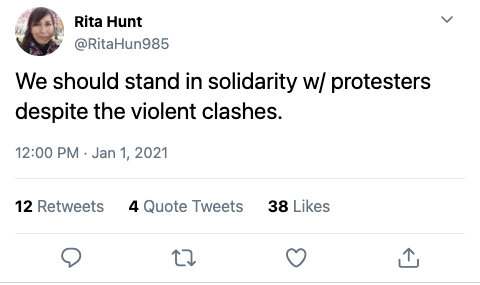 Rita Hunt
@RitaHun985
We should stand in solidarity w/ protesters
despite the violent clashes.
12:00 PM · Jan 1, 2021
12 Retweets 4 Quote Tweets 38 Likes